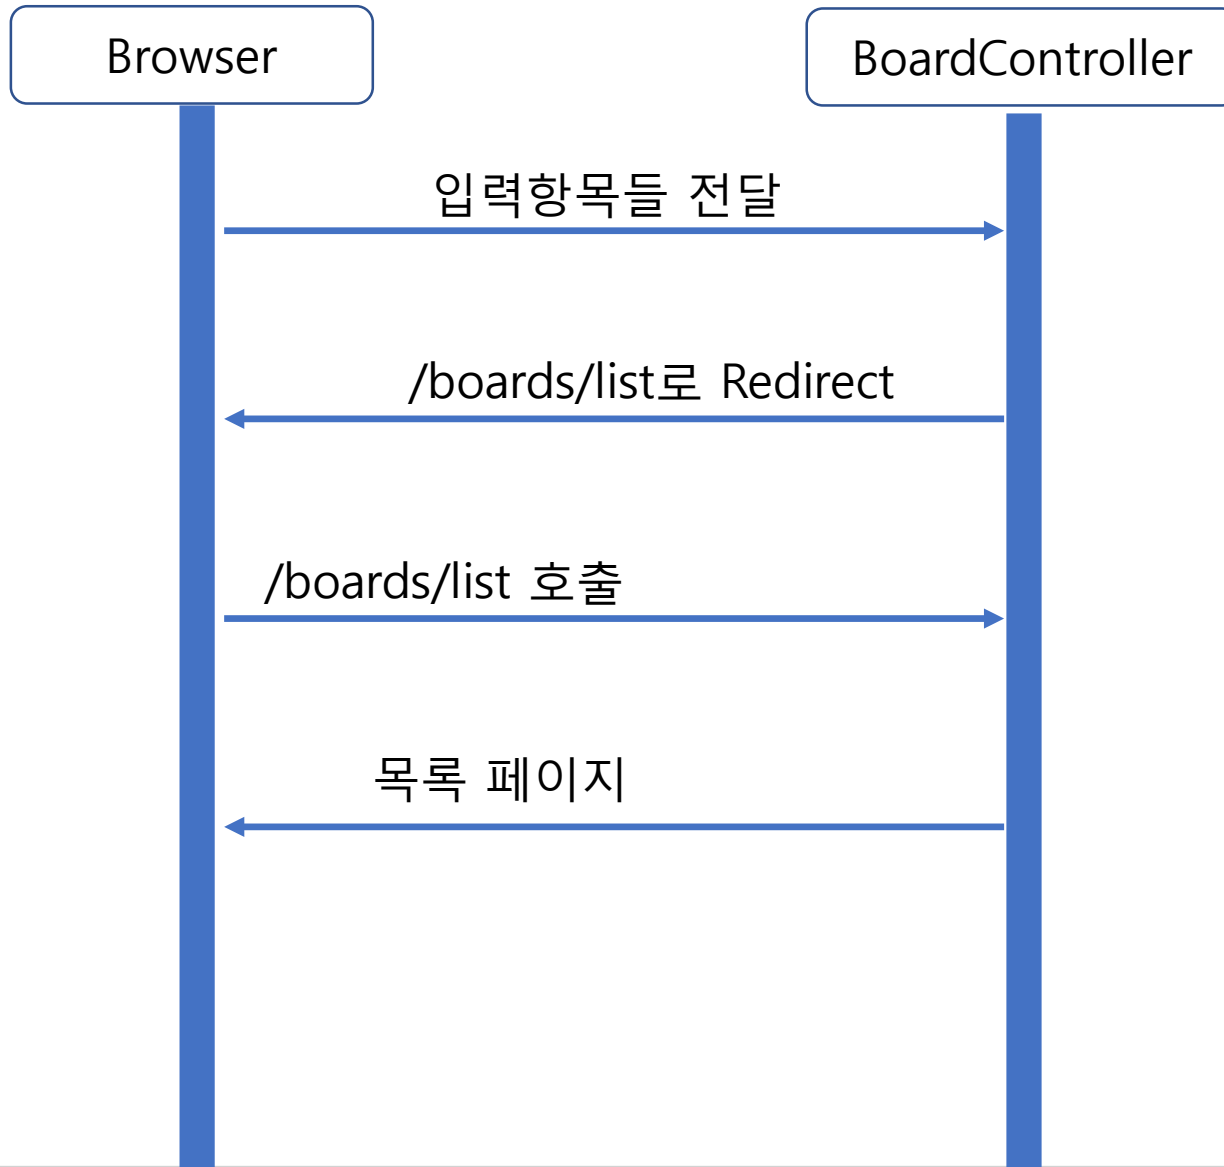 Browser
BoardController
입력항목들 전달
/boards/list로 Redirect
/boards/list 호출
목록 페이지